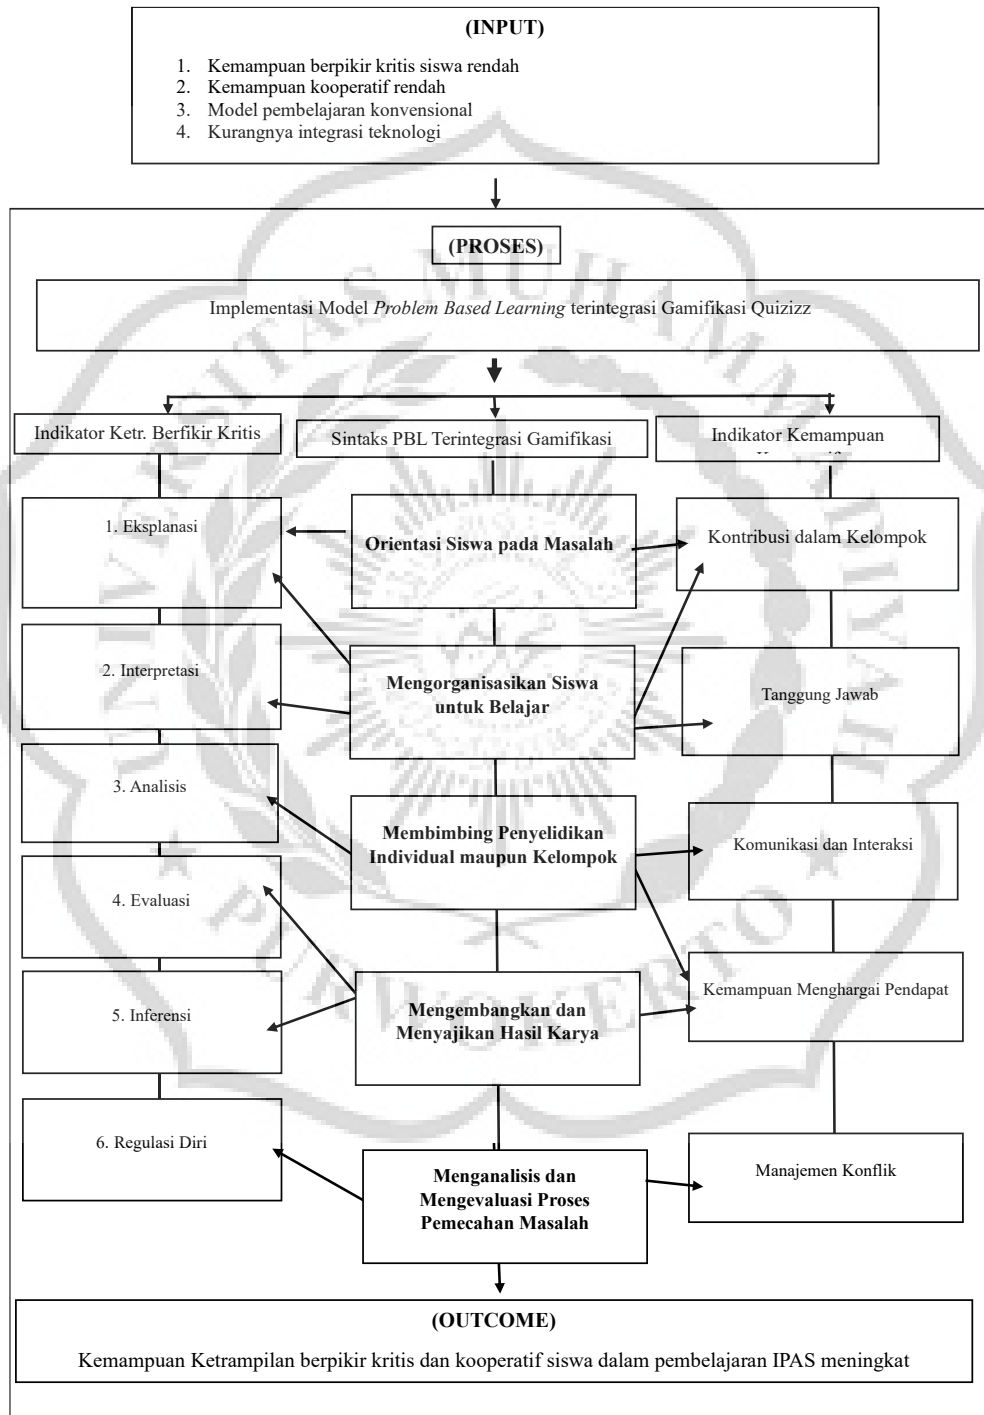 (INPUT)
1. Kemampuan berpikir kritis siswa rendah
2. Kemampuan kooperatif rendah
3. Model pembelajaran konvensional
4. Kurangnya integrasi teknologi
(PROSES)
Implementasi Model Problem Based Learning terintegrasi Gamifikasi Quizizz
Indikator Ketr. Berfikir Kritis
Sintaks PBL Terintegrasi Gamifikasi
Indikator Kemampuan
1. Eksplanasi
Orientasi Siswa pada Masalah
Kontribusi dalam Kelompok
2. Interpretasi
Mengorganisasikan Siswa
untuk Belajar
Tanggung Jawab
3. Analisis
Membimbing Penyelidikan
Individual maupun Kelompok
Komunikasi dan Interaksi
4. Evaluasi
Kemampuan Menghargai Pendapat
5. Inferensi
Mengembangkan dan
Menyajikan Hasil Karya
6. Regulasi Diri
Menganalisis dan
Mengevaluasi Proses
Pemecahan Masalah
Manajemen Konflik
(OUTCOME)
Kemampuan Ketrampilan berpikir kritis dan kooperatif siswa dalam pembelajaran IPAS meningkat
UNIVERSITAS MUHAMMADIYAH
PURWOKERTO